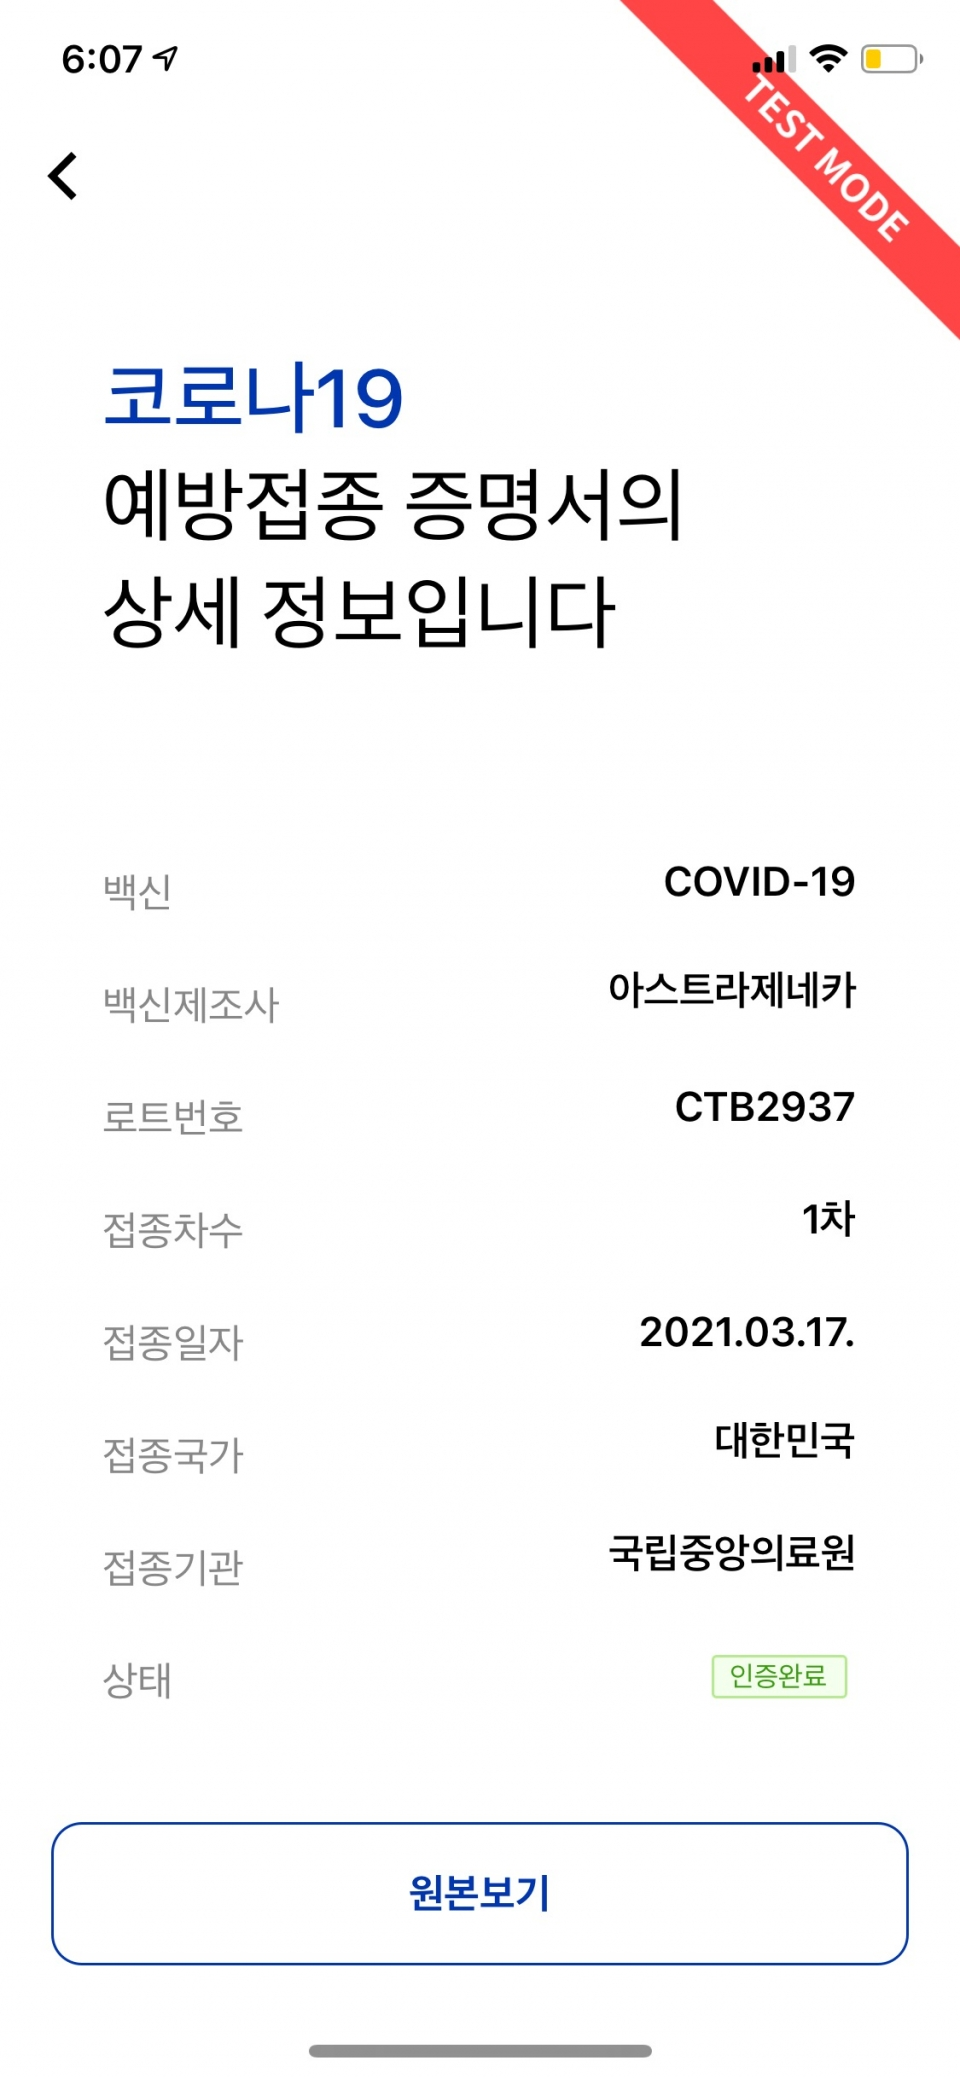 6:07
TEST MODE
코로나19
예방접종 증명서의
상세 정보입니다
백신 COVID-19
백신제조사 아스트라제네카
로트번호 CTB2937
접종차수 1차
접종일자 2021.03.17.
접종국가 대한민국
접종기관 국립중앙의료원
상태 인증완료
원본보기